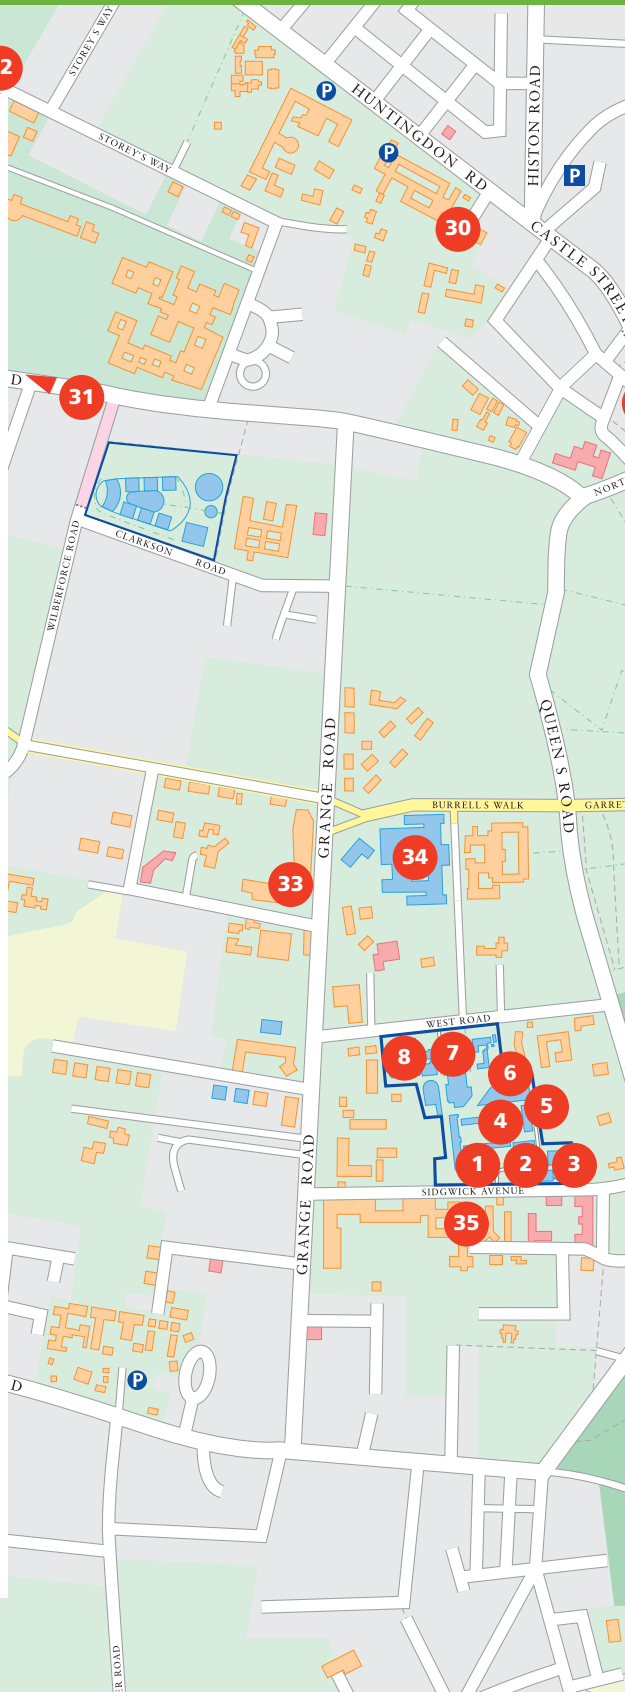 STOREY'S WAY
2
P
HUNTINGDON RD
HISTON ROAD
P
STOREY'S WAY
P
30
CASTLE STREET
D
31
NORT
CLARKSON ROAD
WILBERFORCE ROAD
GRANGE ROAD
QUEEN'S ROAD
BURRELL'S WALK
GARRET
34
33
WEST ROAD
8
7
6
5
4
1
2
3
SIDGWICK AVENUE
GRANGE ROAD
35
P
D
ER ROAD